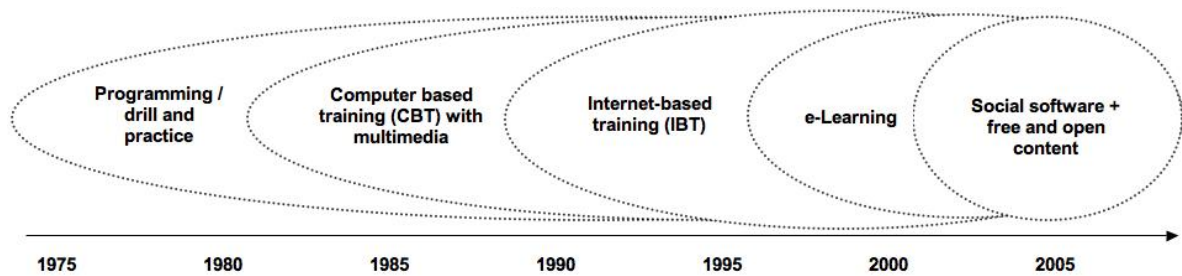 Programming /
drill and
practice
Computer based
training (CBT) with
multimedia
Internet-based
training (IBT)
e-Learning
Social software +
free and open
content
1975 1980 1985 1990 1995 2000 2005